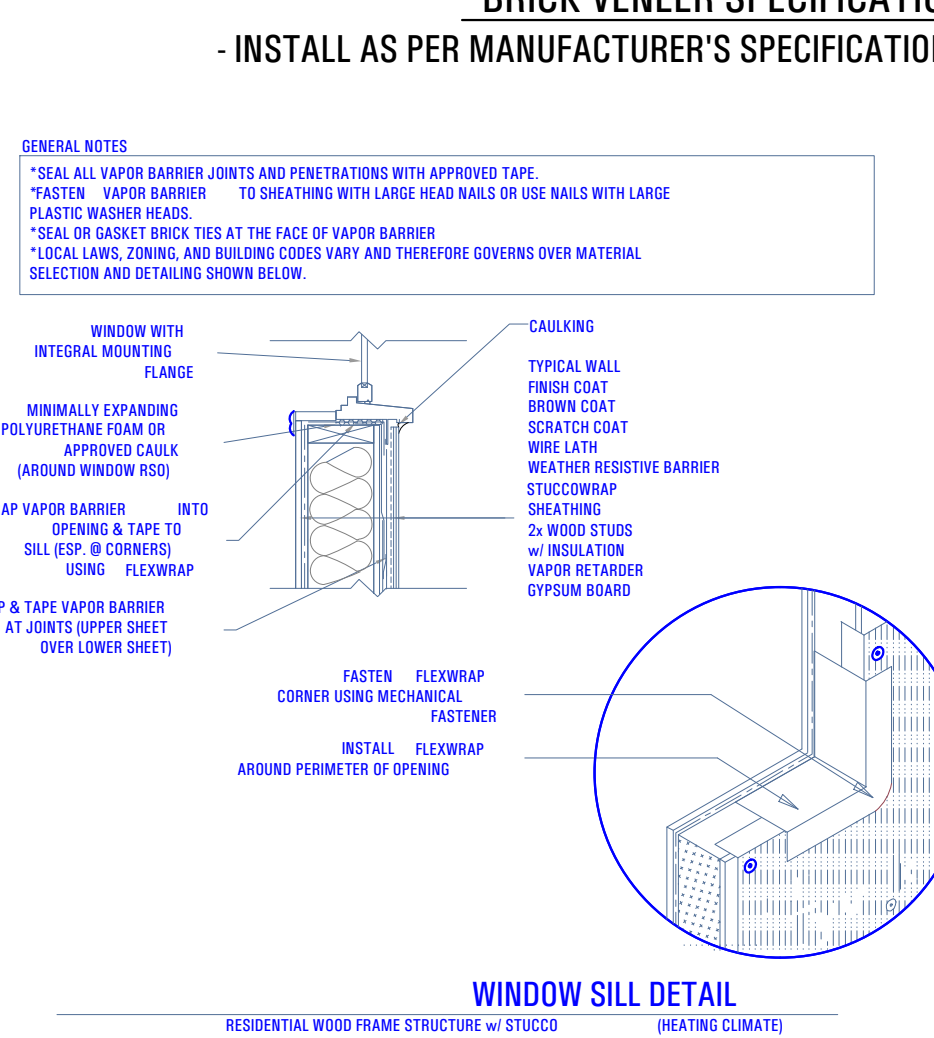 BRICK VENEER SPECIFICATIO
- INSTALL AS PER MANUFACTURER'S SPECIFICATION
GENERAL NOTES
*SEAL ALL VAPOR BARRIER JOINTS AND PENETRATIONS WITH APPROVED TAPE.
*FASTEN VAPOR BARRIER TO SHEATHING WITH LARGE HEAD NAILS OR USE NAILS WITH LARGE
PLASTIC WASHER HEADS.
*SEAL OR GASKET BRICK TIES AT THE FACE OF VAPOR BARRIER
*LOCAL LAWS, ZONING, AND BUILDING CODES VARY AND THEREFORE GOVERNS OVER MATERIAL
SELECTION AND DETAILING SHOWN BELOW.
WINDOW WITH
INTEGRAL MOUNTING
FLANGE
MINIMALLY EXPANDING
POLYURETHANE FOAM OR
APPROVED CAULK
(AROUND WINDOW RSO)
AP VAPOR BARRIER INTO
OPENING & TAPE TO
SILL (ESP. @ CORNERS)
USING FLEXWRAP
P & TAPE VAPOR BARRIER
AT JOINTS (UPPER SHEET
OVER LOWER SHEET)
CAULKING
TYPICAL WALL
FINISH COAT
BROWN COAT
SCRATCH COAT
WIRE LATH
WEATHER RESISTIVE BARRIER
STUCCOWRAP
SHEATHING
2x WOOD STUDS
w/ INSULATION
VAPOR RETARDER
GYPSUM BOARD
FASTEN FLEXWRAP
CORNER USING MECHANICAL
FASTENER
INSTALL FLEXWRAP
AROUND PERIMETER OF OPENING
WINDOW SILL DETAIL
RESIDENTIAL WOOD FRAME STRUCTURE w/ STUCCO (HEATING CLIMATE)